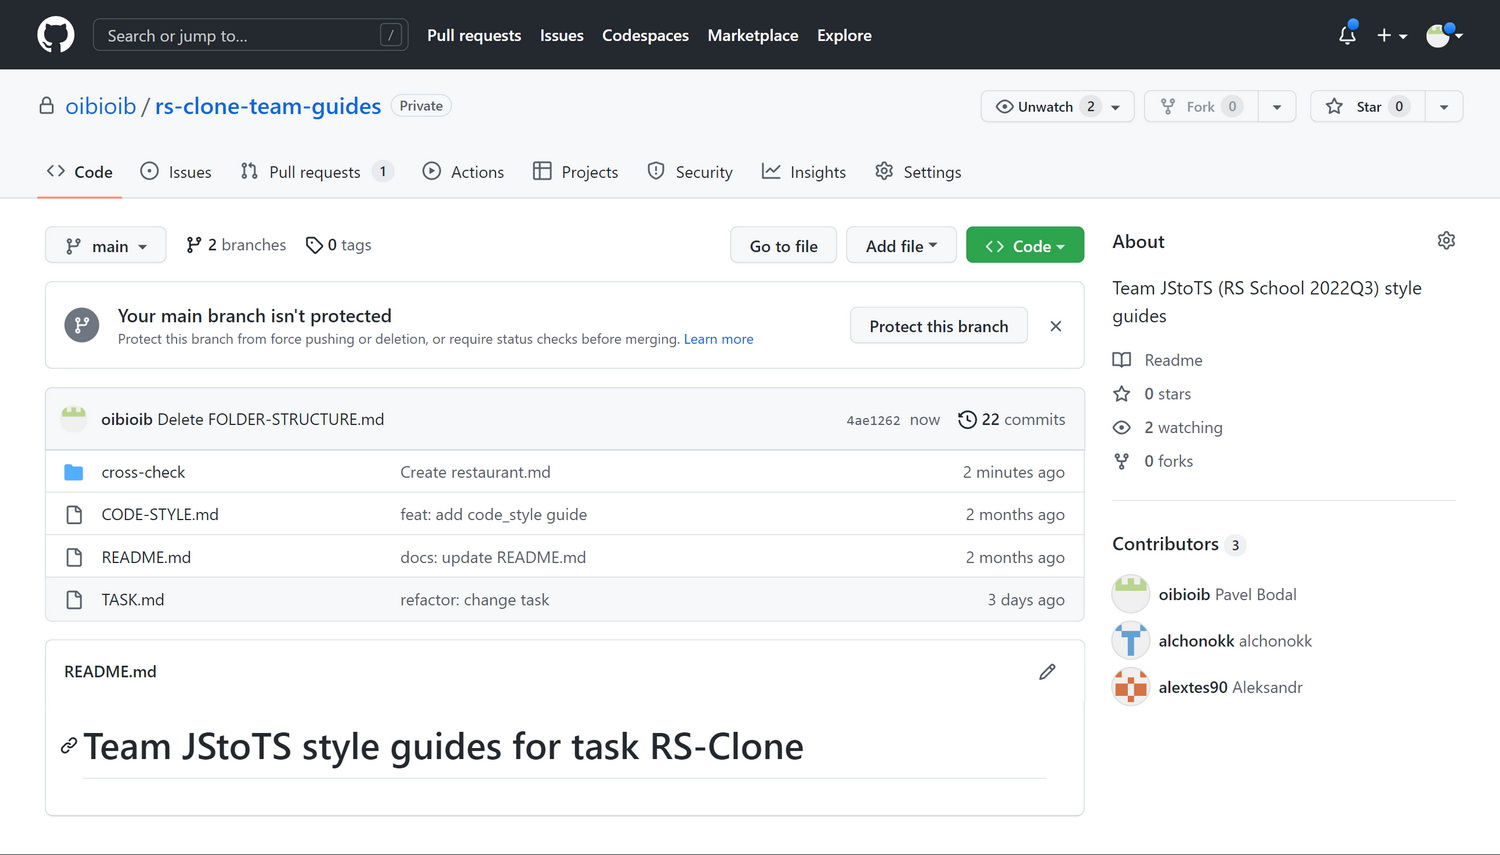 Search or jump to... /
Pull requests Issues Codespaces Marketplace Explore
oibioib / rs-clone-team-guides Private
Unwatch 2 Fork 0 Star 0
Code Issues Pull requests 1 Actions Projects Security Insights Settings
main 2 branches 0 tags Go to file Add file Code
Your main branch isn't protected
Protect this branch from force pushing or deletion, or require status checks before merging. Learn more
Protect this branch
oibioib Delete FOLDER-STRUCTURE.md 4ae1262 now 22 commits
cross-check Create restaurant.md 2 minutes ago
CODE-STYLE.md feat: add code_style guide 2 months ago
README.md docs: update README.md 2 months ago
TASK.md refactor: change task 3 days ago
README.md
Team JStoTS style guides for task RS-Clone
About
Team JStoTS (RS School 2022Q3) style
guides
Readme
0 stars
2 watching
0 forks
Contributors 3
oibioib Pavel Bodal
alchonokk alchonokk
alextes90 Aleksandr